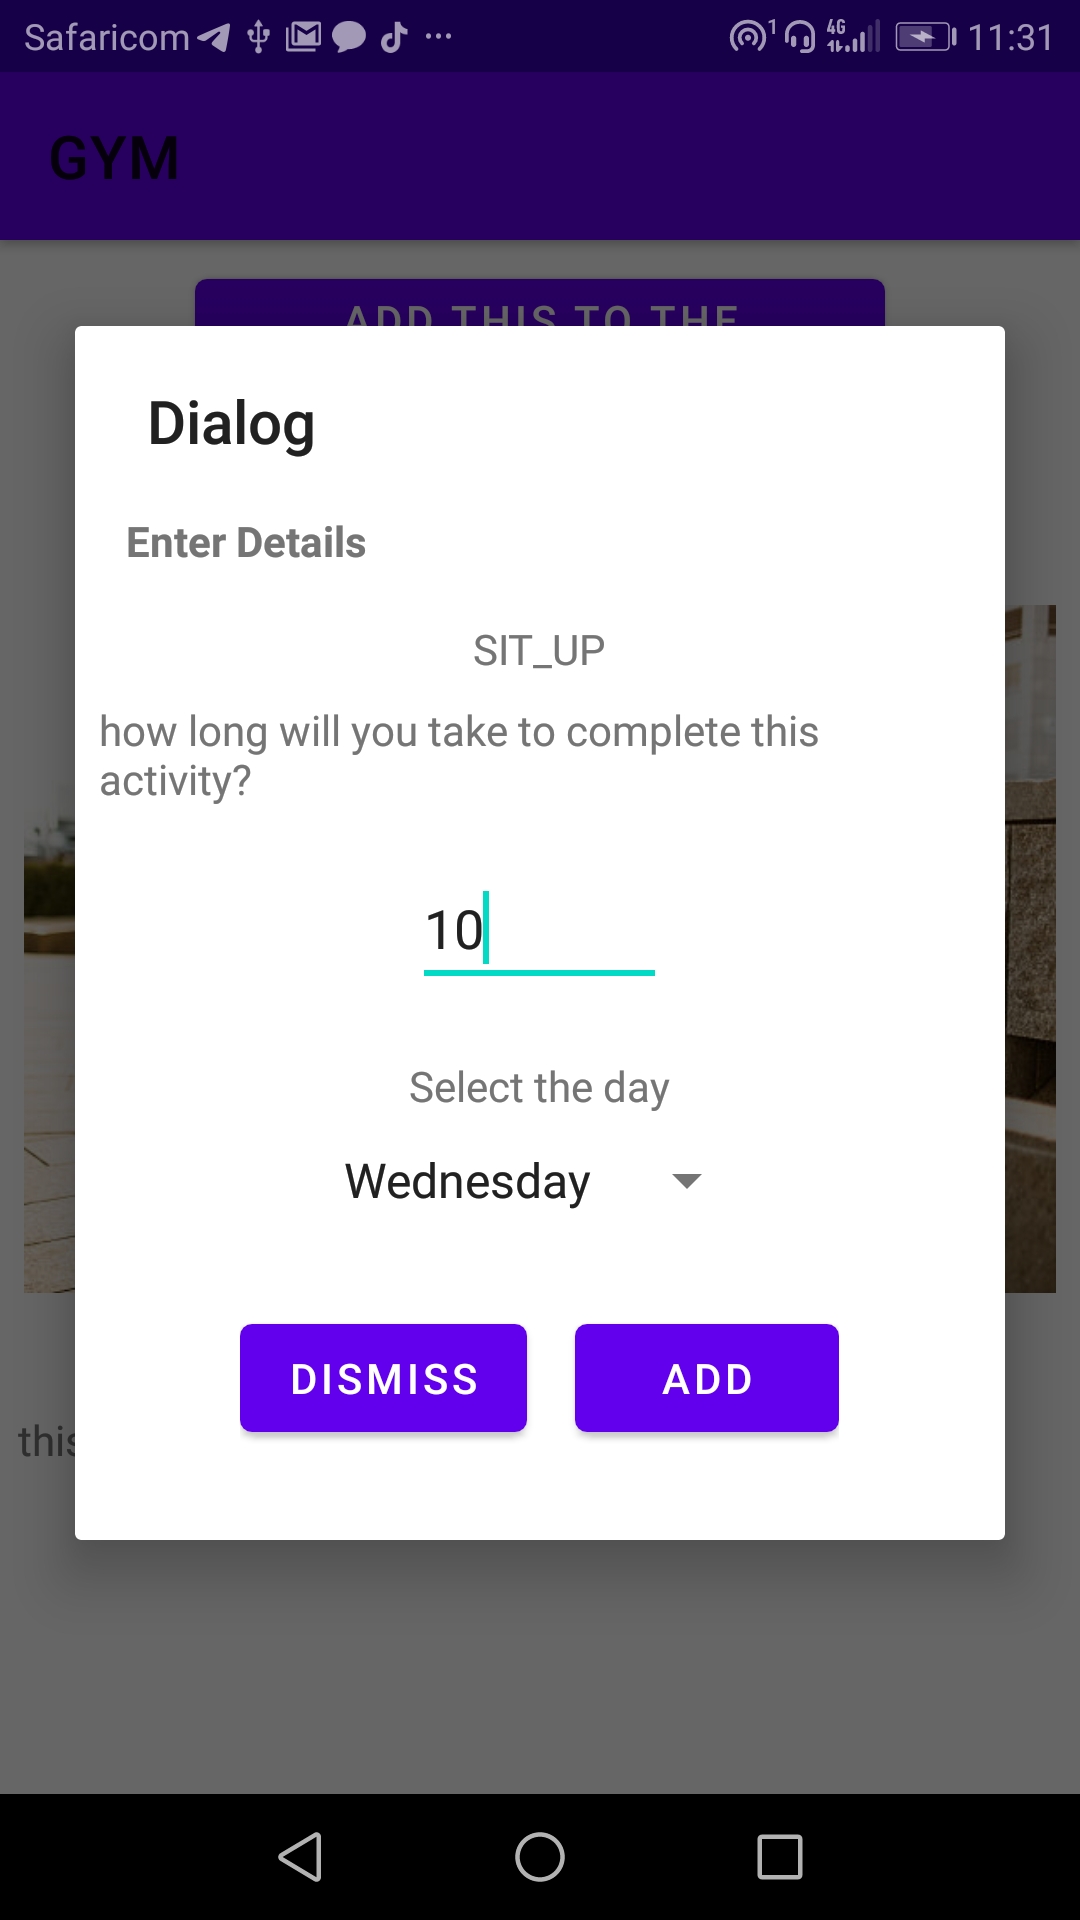 Safaricom 1 4G 11:31
GYM
ADD THIS TO THE
Dialog
Enter Details
SIT_UP
how long will you take to complete this
activity?
10
Select the day
Wednesday
DISMISS ADD
this